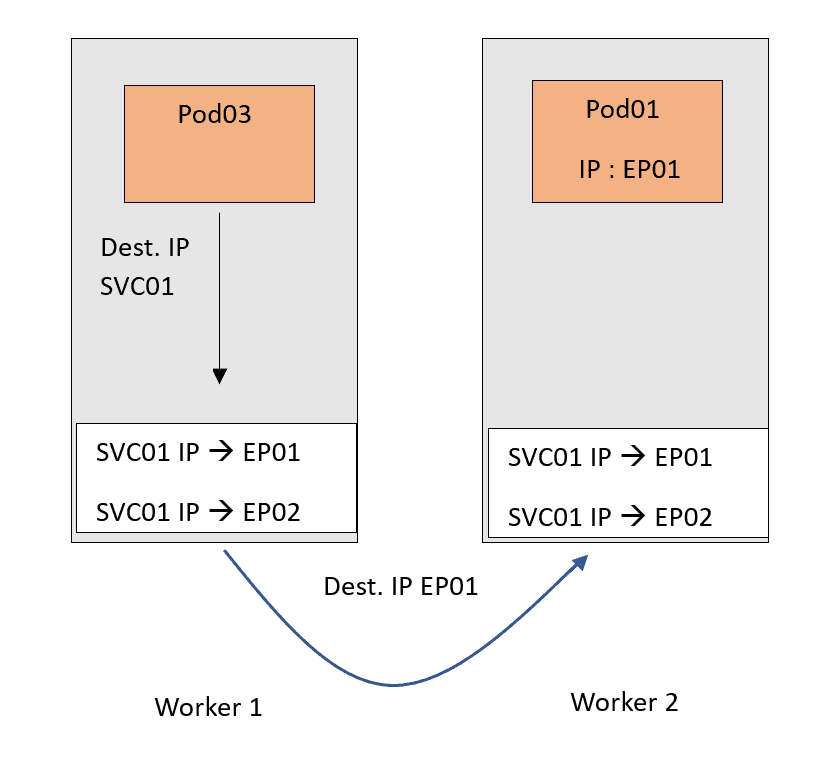 Pod03
Dest. IP
SVC01
SVC01 IP → EP01
SVC01 IP → EP02
Pod01
IP : EP01
SVC01 IP → EP01
SVC01 IP → EP02
Dest. IP EP01
Worker 1
Worker 2